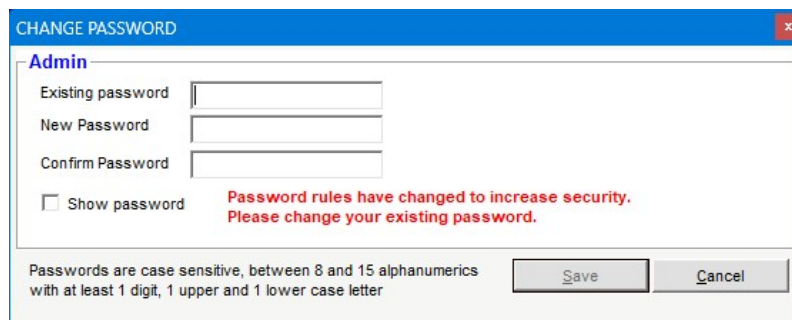 CHANGE PASSWORD
x
Admin
Existing password
New Password
Confirm Password
Show password
Password rules have changed to increase security.
Please change your existing password.
Passwords are case sensitive, between 8 and 15 alphanumerics
with at least 1 digit, 1 upper and 1 lower case letter
Save
Cancel